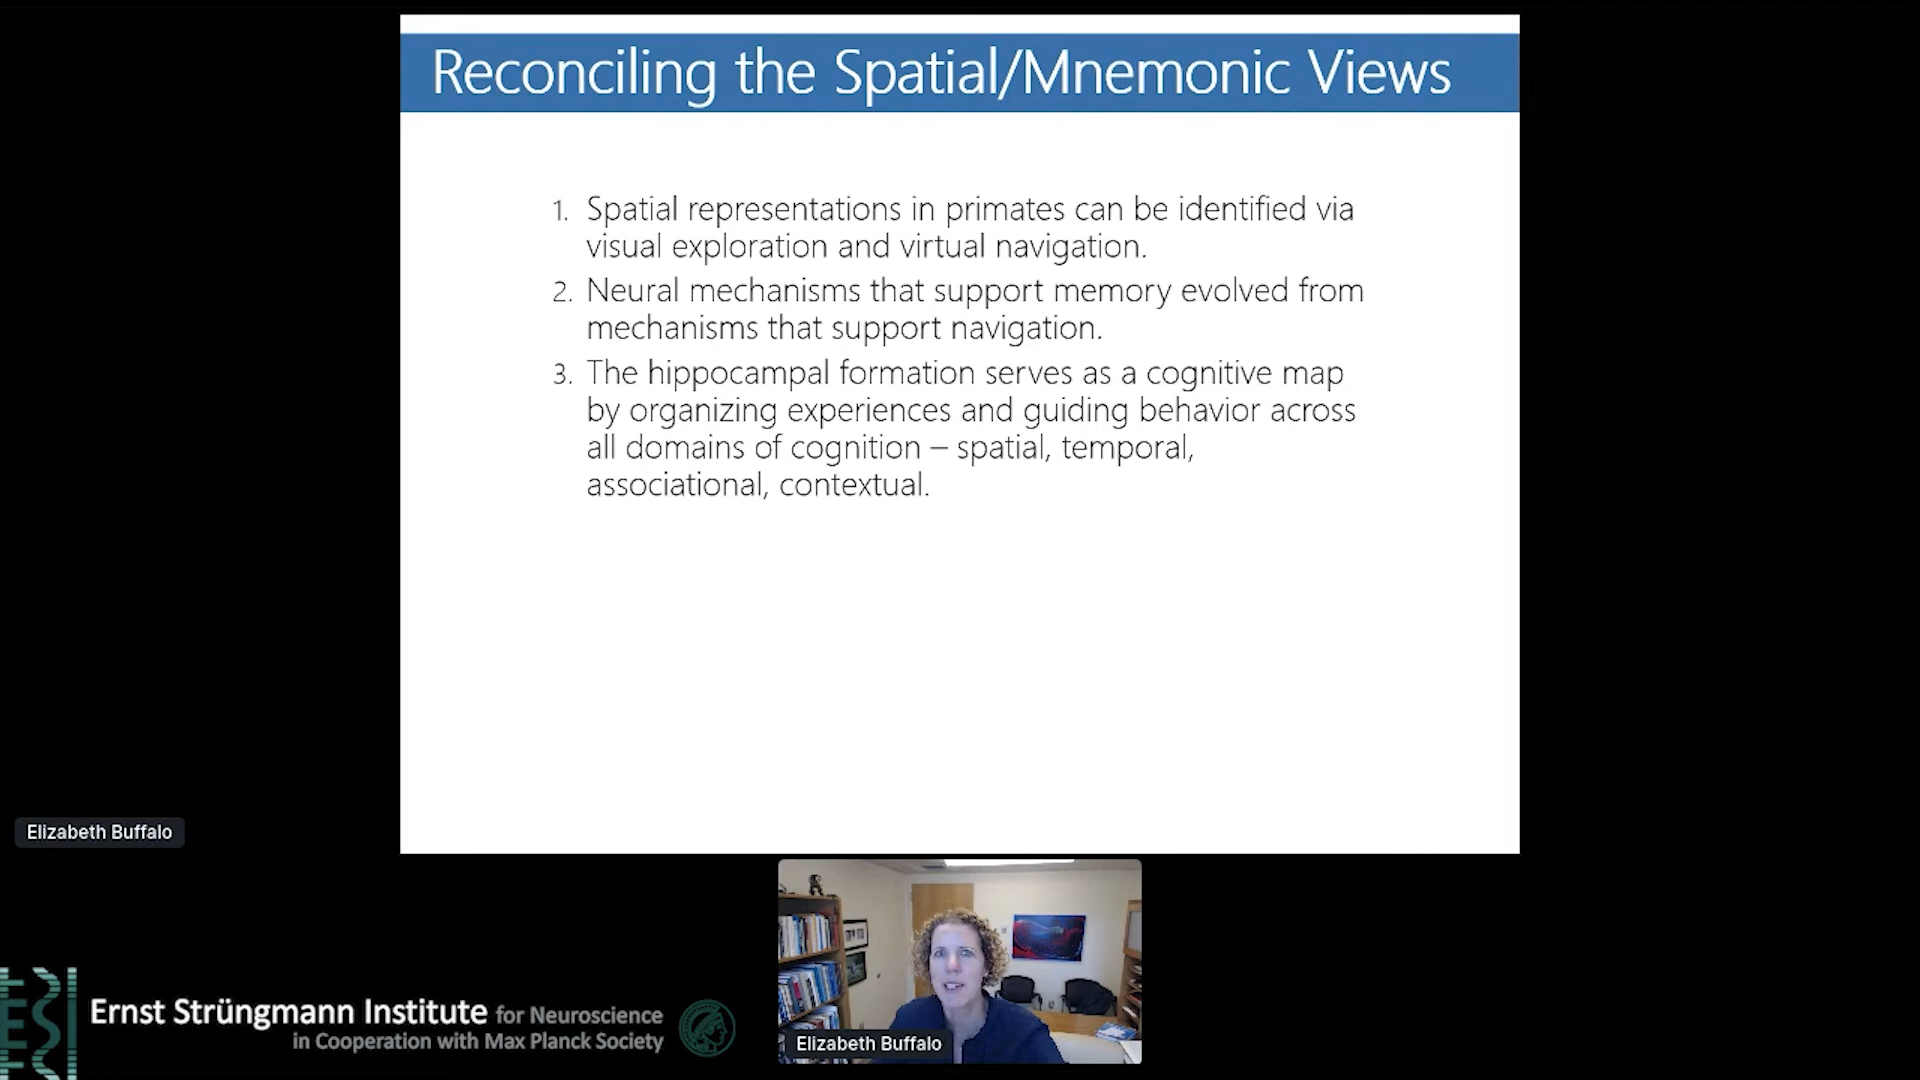 Reconciling the Spatial/Mnemonic Views
1. Spatial representations in primates can be identified via
visual exploration and virtual navigation.
2. Neural mechanisms that support memory evolved from
mechanisms that support navigation.
3. The hippocampal formation serves as a cognitive map
by organizing experiences and guiding behavior across
all domains of cognition – spatial, temporal,
associational, contextual.
Elizabeth Buffalo
Elizabeth Buffalo
ESI
Ernst Strüngmann Institute for Neuroscience
in Cooperation with Max Planck Society